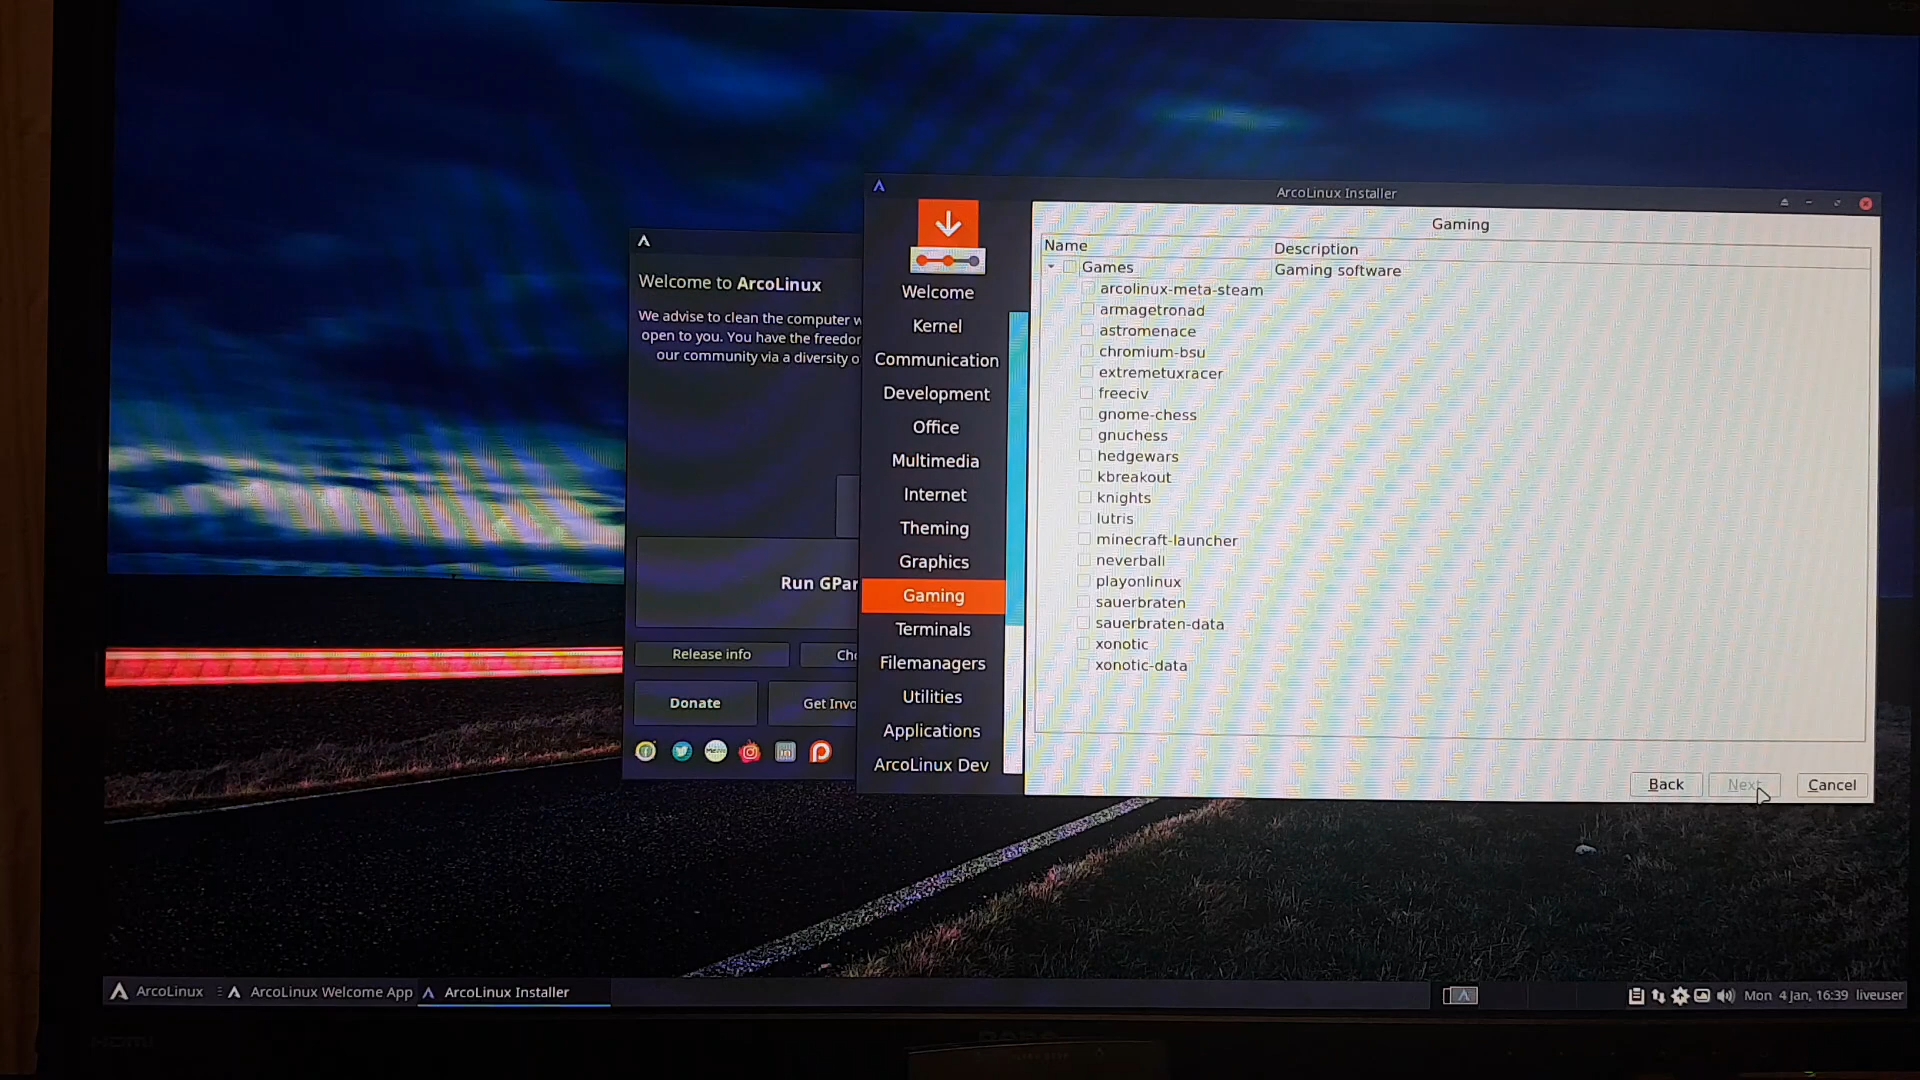 ArcoLinux Installer
Welcome to ArcoLinux
We advise to clean the computer w
open to you. You have the freedor
our community via a diversity o
Run GPar
Release info
Cho
Donate
Get Invo
in
Welcome
Kernel
Communication
Development
Office
Multimedia
Internet
Theming
Graphics
Gaming
Terminals
Filemanagers
Utilities
Applications
ArcoLinux Dev
Gaming
Name Description
Games Gaming software
arcolinux-meta-steam
armagetronad
astromenace
chromium-bsu
extremetuxracer
freeciv
gnome-chess
gnuchess
hedgewars
kbreakout
knights
lutris
minecraft-launcher
neverball
playonlinux
sauerbraten
sauerbraten-data
xonotic
xonotic-data
Back Next Cancel
ArcoLinux ArcoLinux Welcome App ArcoLinux Installer Mon 4 Jan, 16:39 liveuser
HDMI